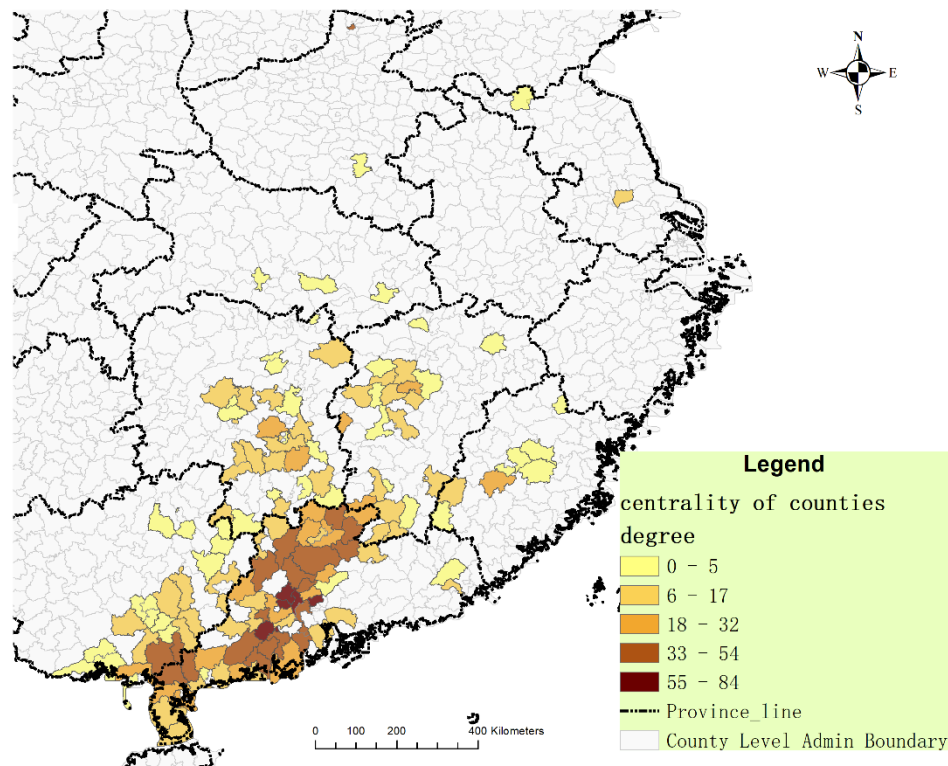 N
W E
S
Legend
centrality of counties
degree
0 - 5
6 - 17
18 - 32
33 - 54
55 - 84
Province_line
County Level Admin Boundary
0 100 200 400 Kilometers